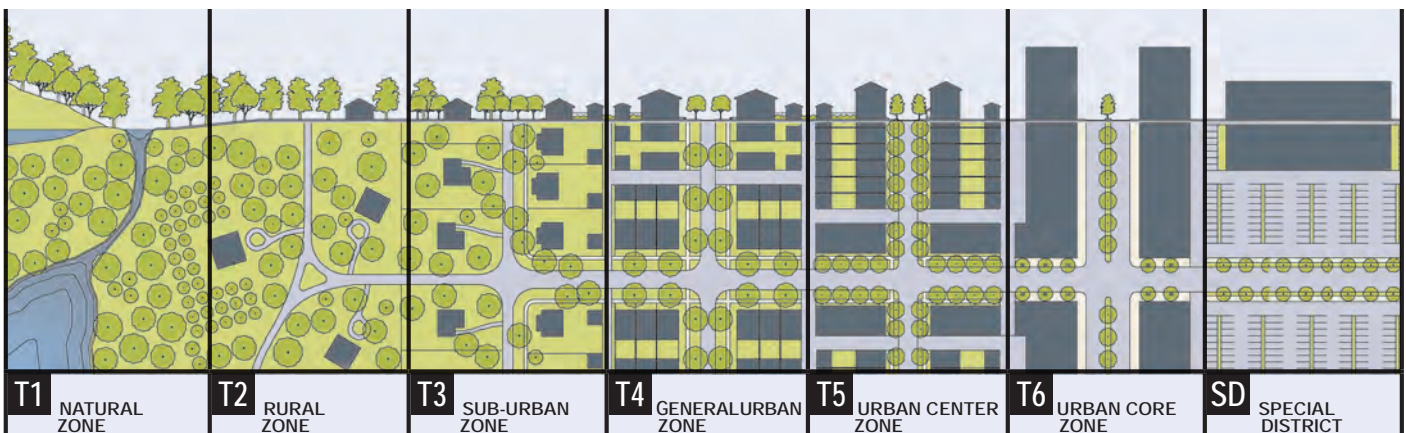 T1 NATURAL
ZONE
T2 RURAL
ZONE
T3 SUB-URBAN
ZONE
T4 GENERALURBAN
ZONE
T5 URBAN CENTER
ZONE
T6 URBAN CORE
ZONE
SD SPECIAL
DISTRICT